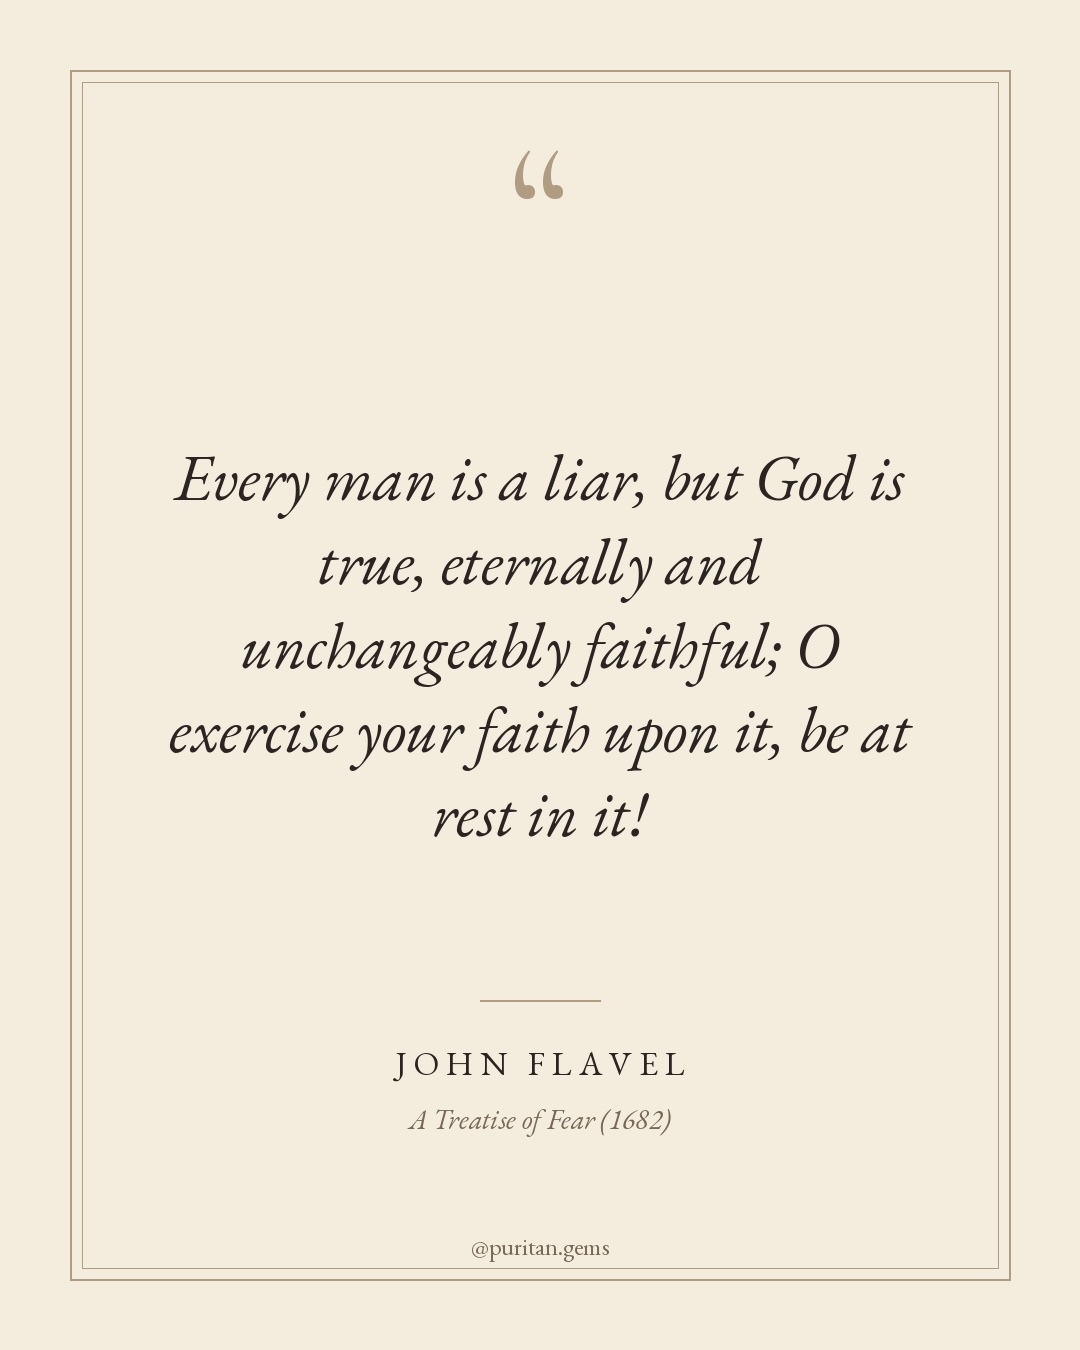 “
Every man is a liar, but God is
true, eternally and
unchangeably faithful; O
exercise your faith upon it, be at
rest in it!
JOHN FLAVEL
A Treatise of Fear (1682)
@puritan.gems